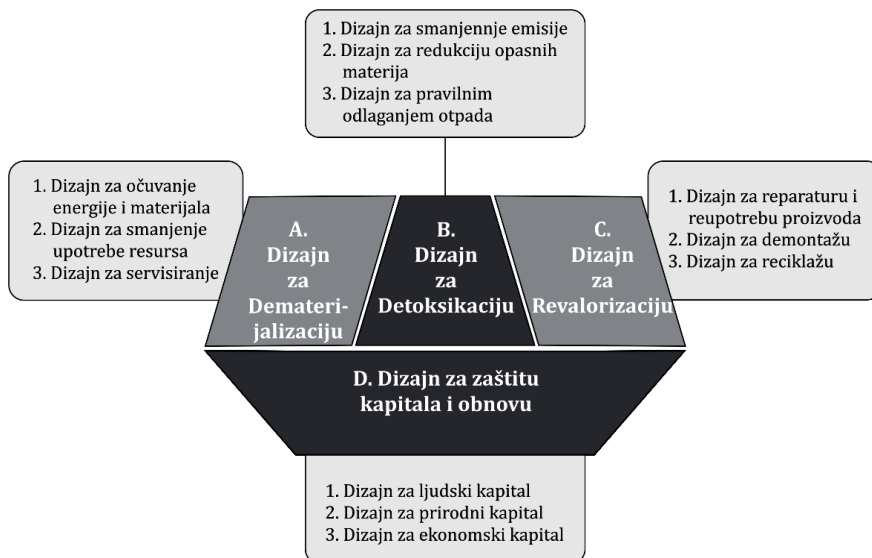 1. Dizajn za smanjennje emisije
2. Dizajn za redukciju opasnih
materija
3. Dizajn za pravilnim
odlaganjem otpada
1. Dizajn za očuvanje
energije i materijala
2. Dizajn za smanjenje
upotrebe resursa
3. Dizajn za servisiranje
A.
Dizajn
za
Demateri-
jalizaciju
B.
Dizajn
za
Detoksikaciju
C.
Dizajn
za
Revalorizaciju
1. Dizajn za reparaturu i
reupotrebu proizvoda
2. Dizajn za demontažu
3. Dizajn za reciklažu
D. Dizajn za zaštitu
kapitala i obnovu
1. Dizajn za ljudski kapital
2. Dizajn za prirodni kapital
3. Dizajn za ekonomski kapital